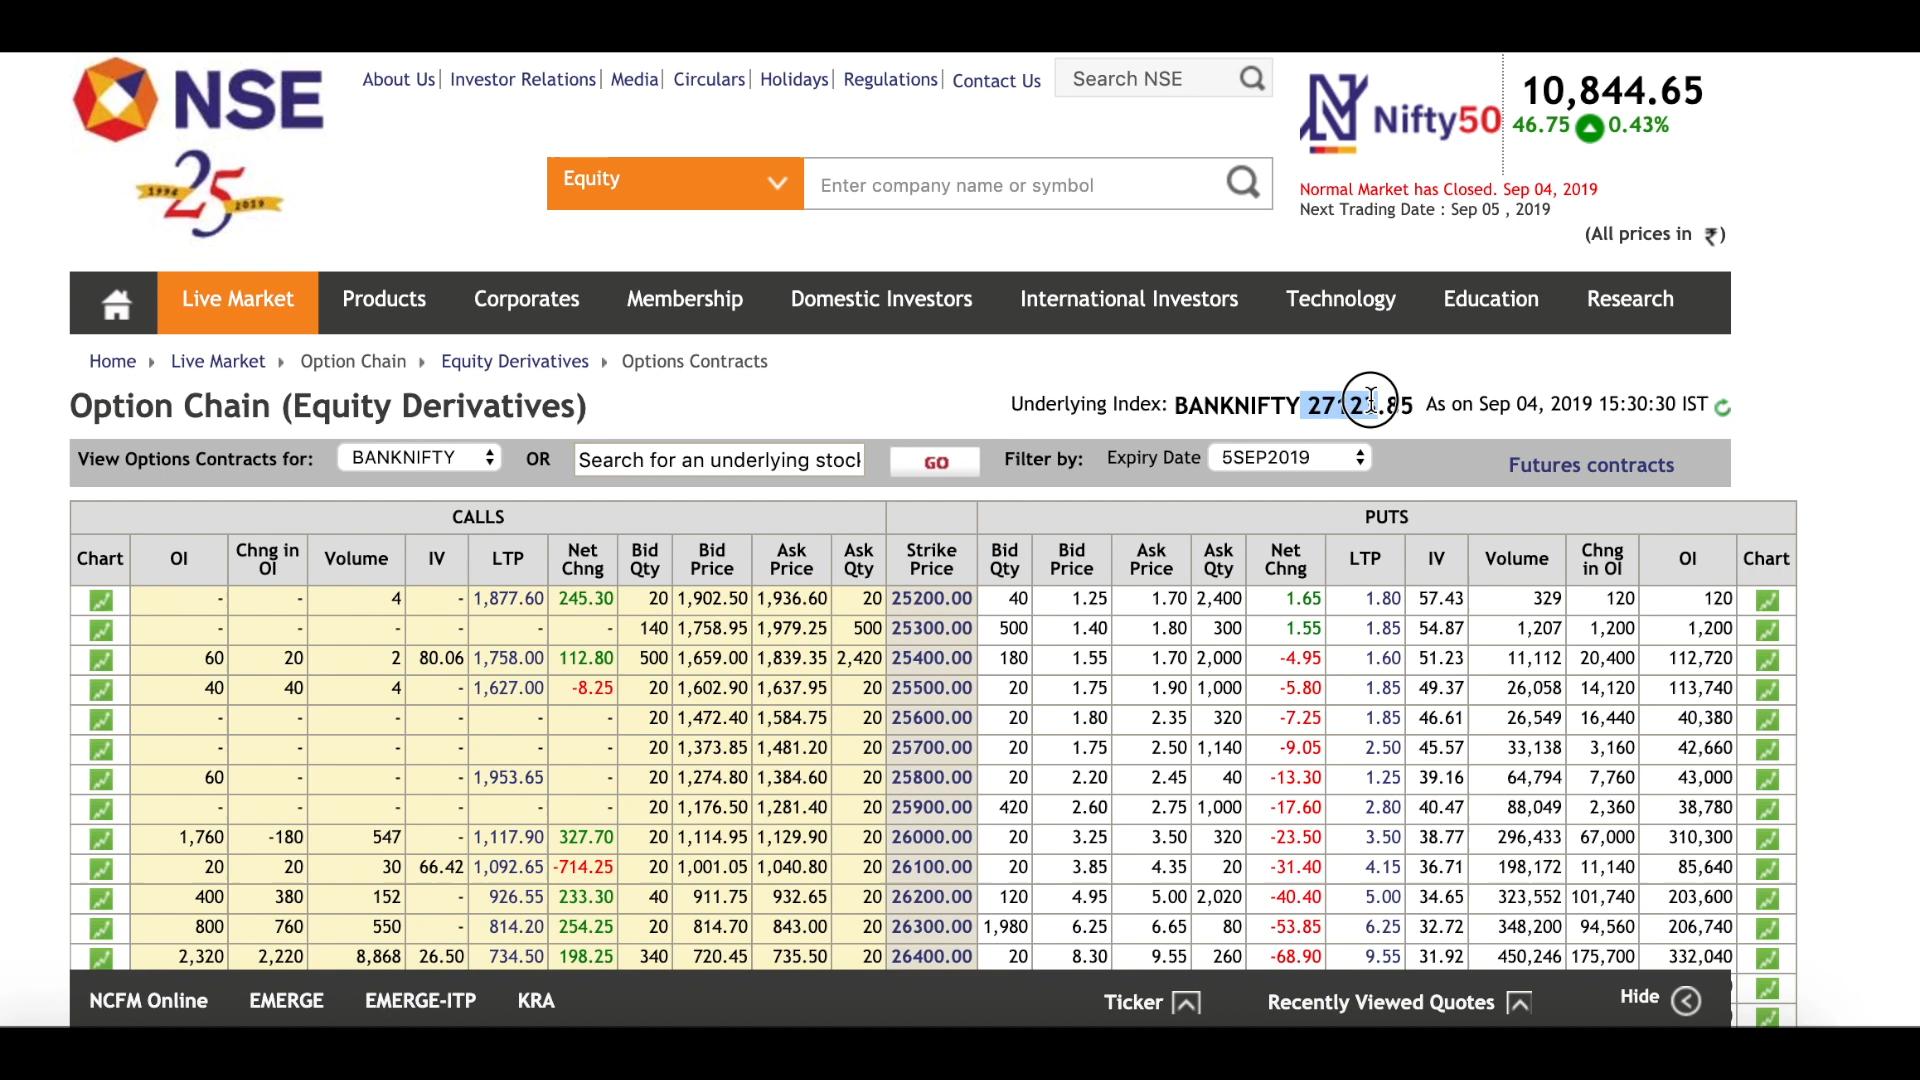 NSE
1994 25 2019
About Us | Investor Relations | Media | Circulars | Holidays | Regulations | Contact Us
Search NSE
Nifty50
10,844.65
46.75 0.43%
Equity
Enter company name or symbol
Normal Market has Closed. Sep 04, 2019
Next Trading Date : Sep 05 , 2019
(All prices in ₹)
Live Market Products Corporates Membership Domestic Investors International Investors Technology Education Research
Home Live Market Option Chain Equity Derivatives Options Contracts
Option Chain (Equity Derivatives)
Underlying Index: BANKNIFTY As on Sep 04, 2019 15:30:30 IST
View Options Contracts for: BANKNIFTY OR Search for an underlying stock GO Filter by: Expiry Date 5SEP2019 Futures contracts
CALLS PUTS
Chart OI Chng in OI Volume IV LTP Net Chng Bid Qty Bid Price Ask Price Ask Qty Strike Price Bid Qty Bid Price Ask Price Ask Qty Net Chng LTP IV Volume Chng in OI OI Chart
- - 4 - 1,877.60 245.30 20 1,902.50 1,936.60 20 25200.00 40 1.25 1.70 2,400 1.65 1.80 57.43 329 120 120
- - - - - - 140 1,758.95 1,979.25 500 25300.00 500 1.40 1.80 300 1.55 1.85 54.87 1,207 1,200 1,200
60 20 2 80.06 1,758.00 112.80 500 1,659.00 1,839.35 2,420 25400.00 180 1.55 1.70 2,000 -4.95 1.60 51.23 11,112 20,400 112,720
40 40 4 - 1,627.00 -8.25 20 1,602.90 1,637.95 20 25500.00 20 1.75 1.90 1,000 -5.80 1.85 49.37 26,058 14,120 113,740
- - - - - - 20 1,472.40 1,584.75 20 25600.00 20 1.80 2.35 320 -7.25 1.85 46.61 26,549 16,440 40,380
- - - - - - 20 1,373.85 1,481.20 20 25700.00 20 1.75 2.50 1,140 -9.05 2.50 45.57 33,138 3,160 42,660
60 - - - 1,953.65 - 20 1,274.80 1,384.60 20 25800.00 20 2.20 2.45 40 -13.30 1.25 39.16 64,794 7,760 43,000
- - - - - - 20 1,176.50 1,281.40 20 25900.00 420 2.60 2.75 1,000 -17.60 2.80 40.47 88,049 2,360 38,780
1,760 -180 547 - 1,117.90 327.70 20 1,114.95 1,129.90 20 26000.00 20 3.25 3.50 320 -23.50 3.50 38.77 296,433 67,000 310,300
20 20 30 66.42 1,092.65 -714.25 20 1,001.05 1,040.80 20 26100.00 20 3.85 4.35 20 -31.40 4.15 36.71 198,172 11,140 85,640
400 380 152 - 926.55 233.30 40 911.75 932.65 20 26200.00 120 4.95 5.00 2,020 -40.40 5.00 34.65 323,552 101,740 203,600
800 760 550 - 814.20 254.25 20 814.70 843.00 20 26300.00 1,980 6.25 6.65 80 -53.85 6.25 32.72 348,200 94,560 206,740
2,320 2,220 8,868 26.50 734.50 198.25 340 720.45 735.50 20 26400.00 20 8.30 9.55 260 -68.90 9.55 31.92 450,246 175,700 332,040
NCFM Online EMERGE EMERGE-ITP KRA Ticker Recently Viewed Quotes Hide